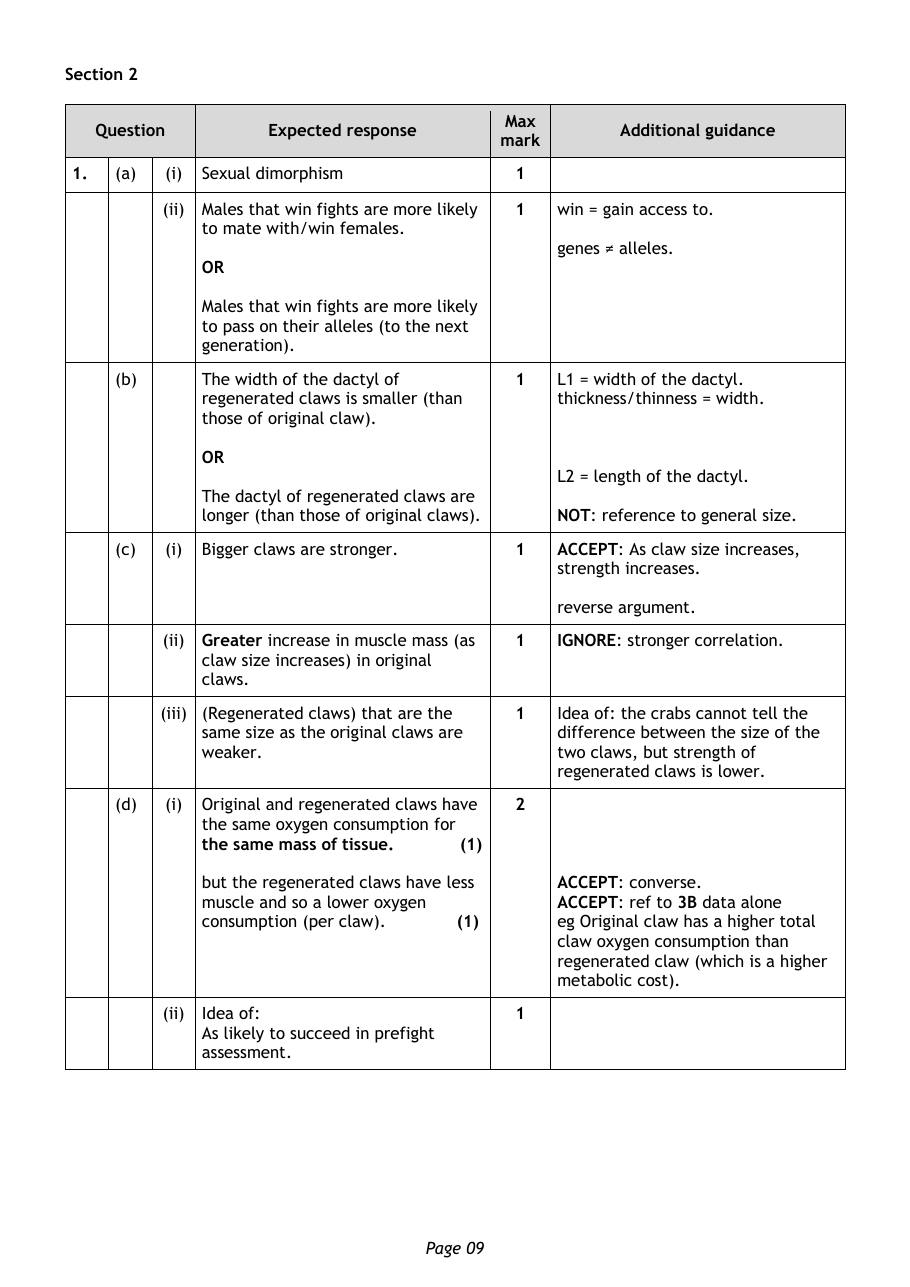 Section 2
Question
Expected response
Max
mark
Additional guidance
1. (a) (i) Sexual dimorphism 1
(ii) Males that win fights are more likely 1 win = gain access to.
to mate with/win females.
genes ≠ alleles.
OR
Males that win fights are more likely
to pass on their alleles (to the next
generation).
(b) The width of the dactyl of 1 L1 = width of the dactyl.
regenerated claws is smaller (than thickness/thinness = width.
those of original claw).
OR
L2 = length of the dactyl.
The dactyl of regenerated claws are
longer (than those of original claws). NOT: reference to general size.
(c) (i) Bigger claws are stronger. 1 ACCEPT: As claw size increases,
strength increases.
reverse argument.
(ii) Greater increase in muscle mass (as 1 IGNORE: stronger correlation.
claw size increases) in original
claws.
(iii) (Regenerated claws) that are the 1 Idea of: the crabs cannot tell the
same size as the original claws are difference between the size of the
weaker. two claws, but strength of
regenerated claws is lower.
(d) (i) Original and regenerated claws have 2
the same oxygen consumption for
the same mass of tissue. (1)
but the regenerated claws have less ACCEPT: converse.
muscle and so a lower oxygen ACCEPT: ref to 3B data alone
consumption (per claw). (1) eg Original claw has a higher total
claw oxygen consumption than
regenerated claw (which is a higher
metabolic cost).
(ii) Idea of: 1
As likely to succeed in prefight
assessment.
Page 09